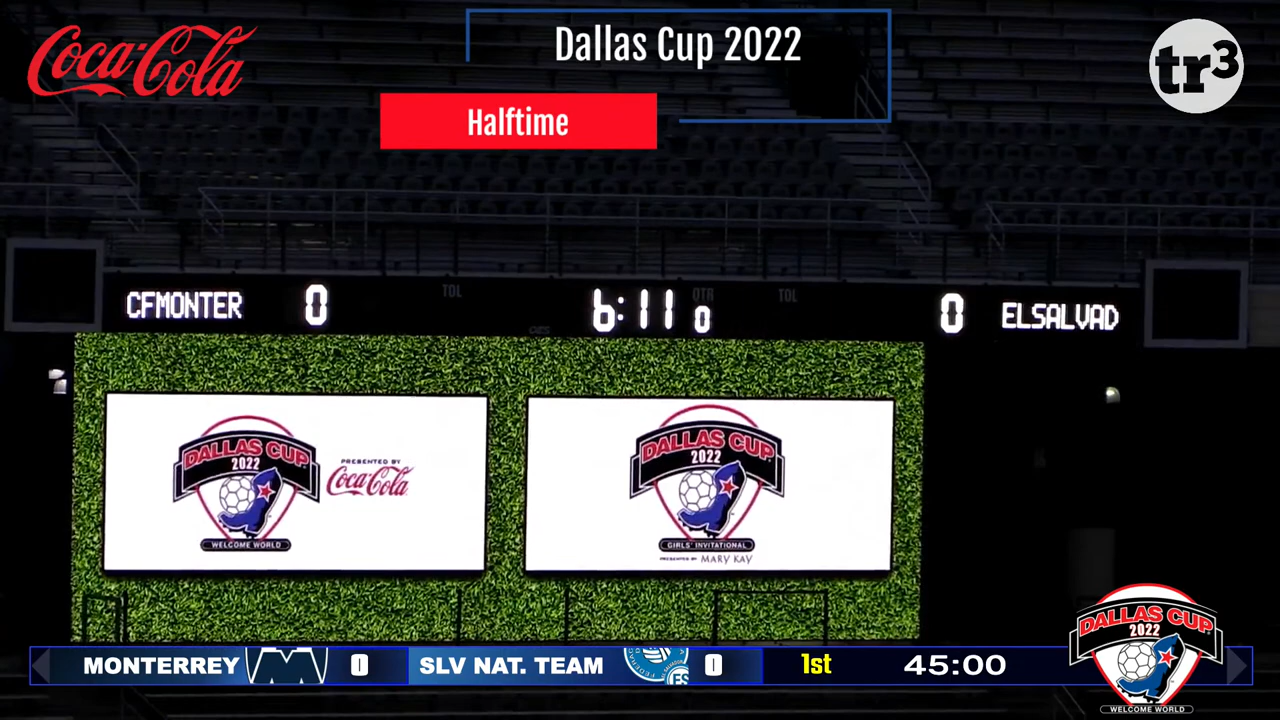 Coca-Cola
Dallas Cup 2022
tr3
Halftime
CFMONTER 0 TOL 6:11 QTR 0 TOL 0 ELSALVAD
DALLAS CUP
2022
WELCOME WORLD
PRESENTED BY
Coca-Cola
DALLAS CUP
2022
GIRLS' INVITATIONAL
PRESENTED BY MARY KAY
MONTERREY M 0 SLV NAT. TEAM ES 0 1st 45:00
DALLAS CUP
2022
WELCOME WORLD